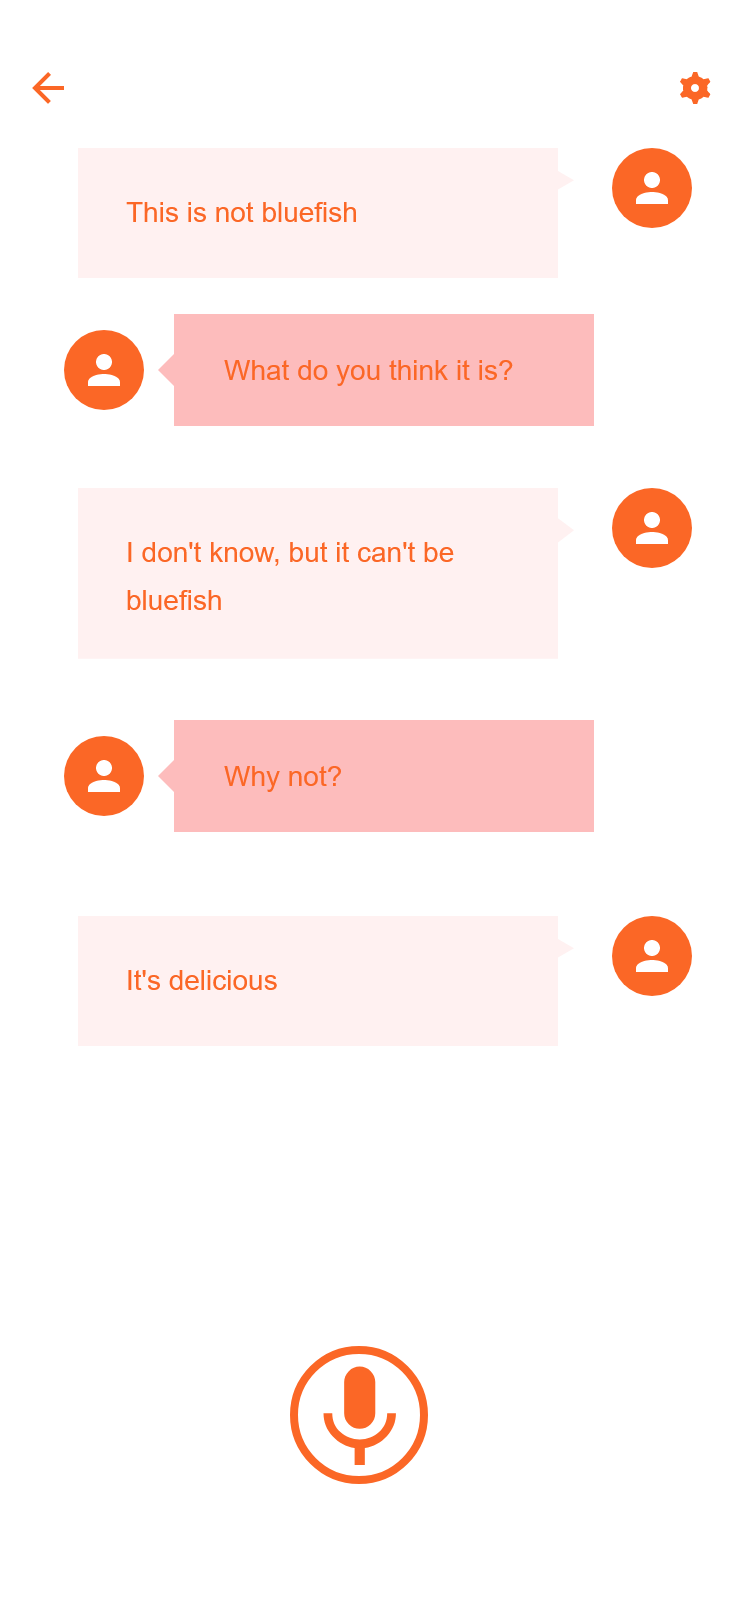 This is not bluefish
What do you think it is?
I don't know, but it can't be
bluefish
Why not?
It's delicious